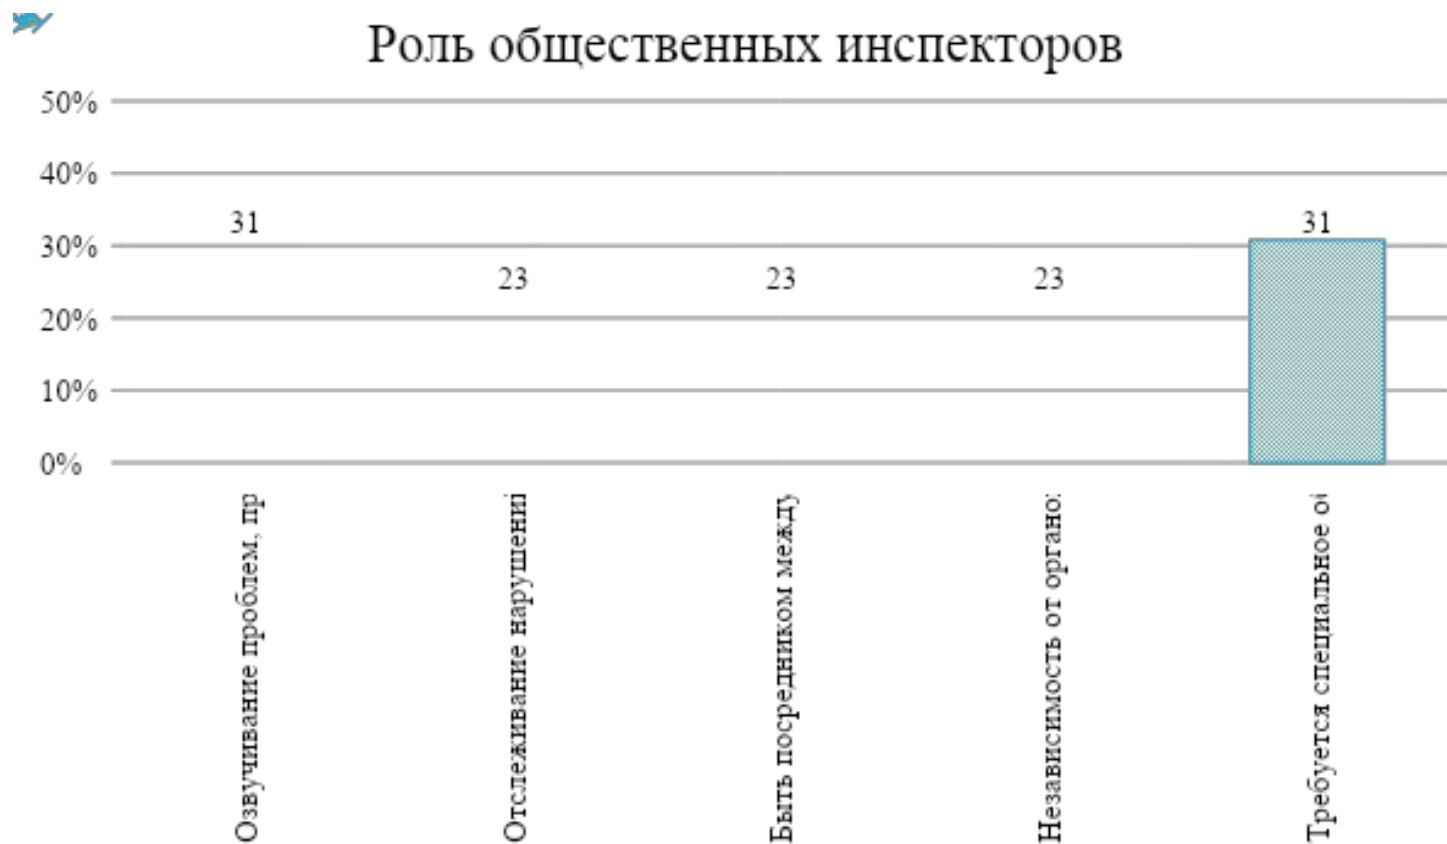 Роль общественных инспекторов
50%
40%
30%
20%
10%
0%
31
23
23
23
31
Озвучивание проблем, пр
Отслеживание нарушени
Быть посредником между
Независимость от органо
Требуется специальное о